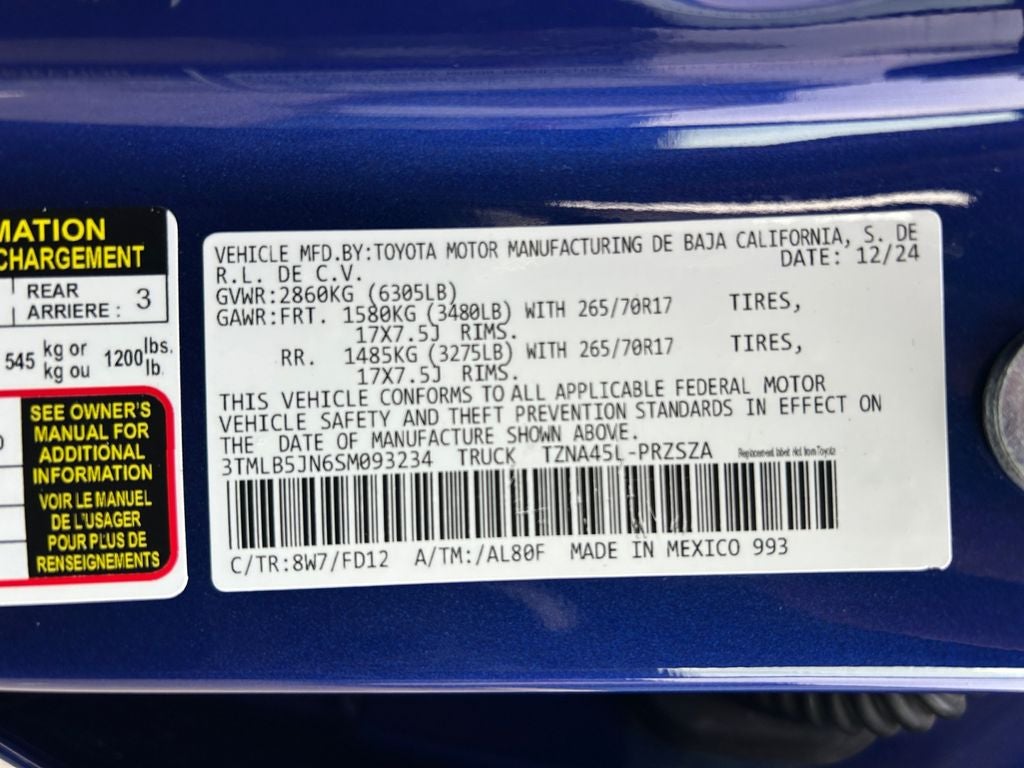 MATION
CHARGEMENT
REAR
ARRIERE : 3
545 kg or 1200 lbs.
kg ou lb.
SEE OWNER'S
MANUAL FOR
ADDITIONAL
INFORMATION
VOIR LE MANUEL
DE L'USAGER
POUR PLUS DE
RENSEIGNEMENTS
VEHICLE MFD.BY:TOYOTA MOTOR MANUFACTURING DE BAJA CALIFORNIA, S. DE
R.L. DE C.V. DATE: 12/24
GVWR:2860KG (6305LB)
GAWR:FRT. 1580KG (3480LB) WITH 265/70R17 TIRES,
17X7.5J RIMS.
RR. 1485KG (3275LB) WITH 265/70R17 TIRES,
17X7.5J RIMS.
THIS VEHICLE CONFORMS TO ALL APPLICABLE FEDERAL MOTOR
VEHICLE SAFETY AND THEFT PREVENTION STANDARDS IN EFFECT ON
THE DATE OF MANUFACTURE SHOWN ABOVE.
3TMLB5JN6SM093234 TRUCK TZNA45L-PRZSZA Replacement label: Not from Toyota
C/TR:8W7/FD12 A/TM:/AL80F MADE IN MEXICO 993